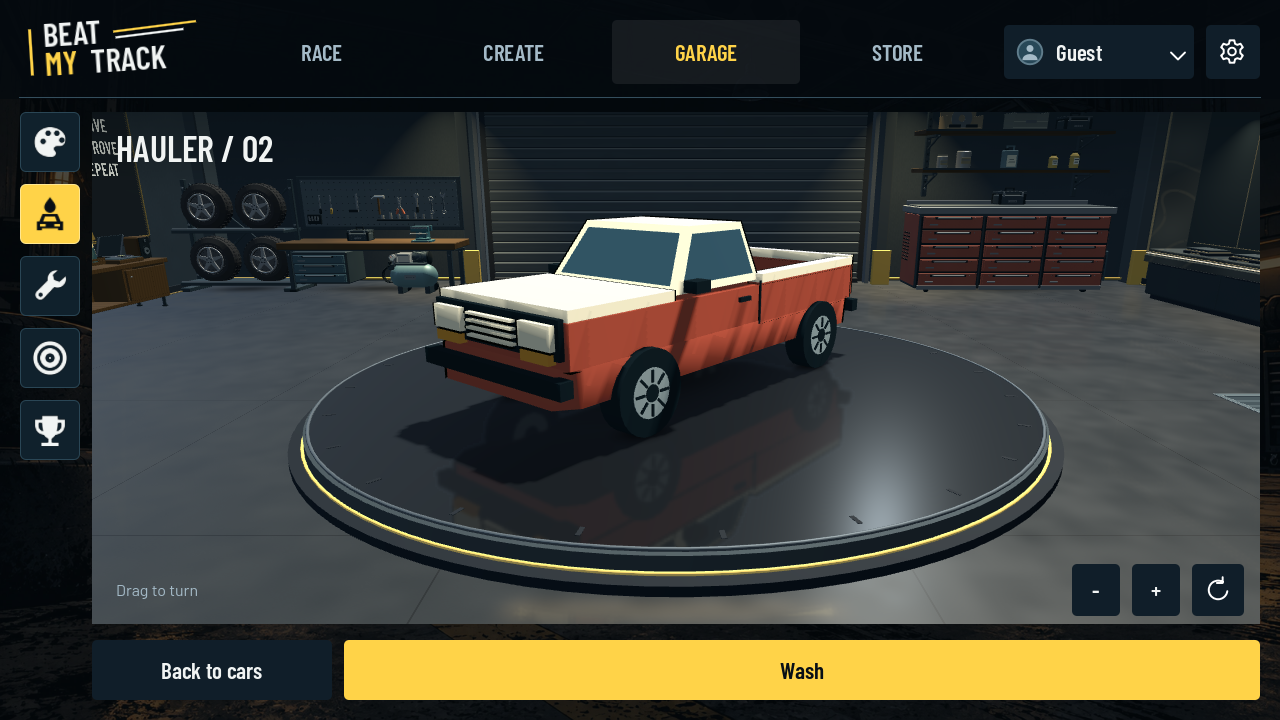 BEAT
MY TRACK
RACE
CREATE
GARAGE
STORE
Guest
HAULER / 02
Drag to turn
-
+
Back to cars
Wash